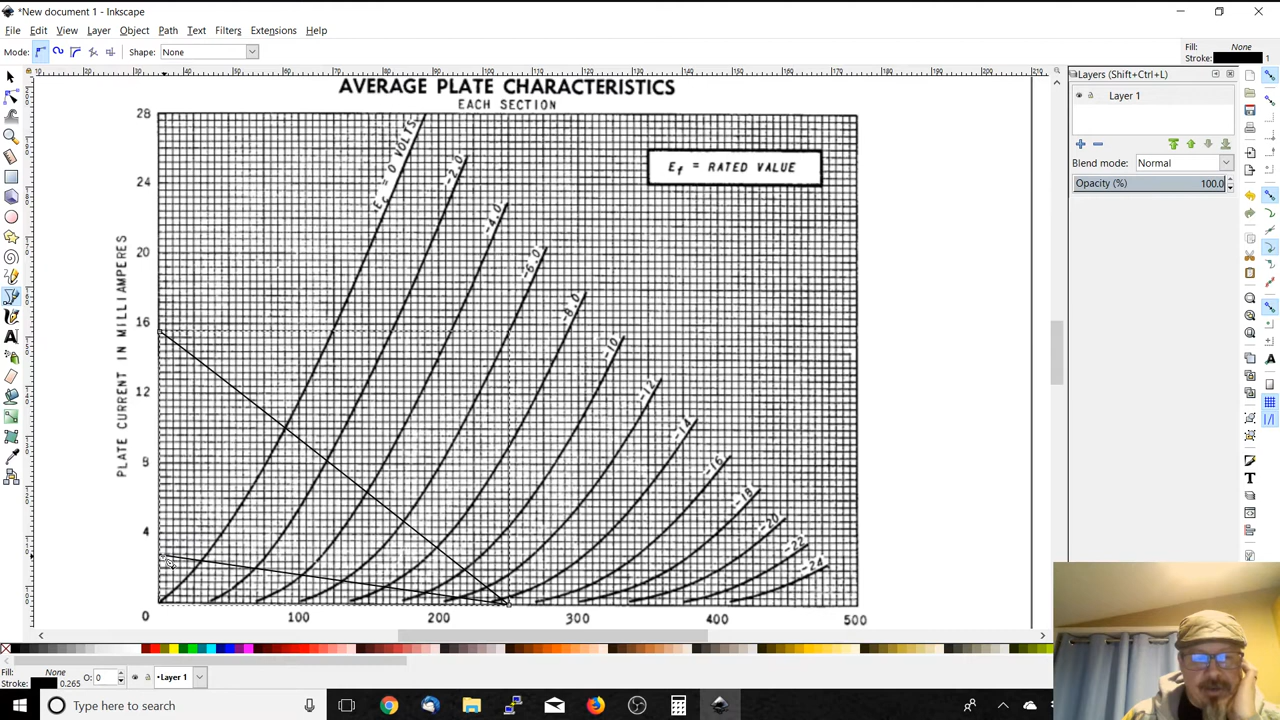 *New document 1 - Inkscape
File Edit View Layer Object Path Text Filters Extensions Help
Mode: Shape: None
Fill: None
Stroke: 1
Layers (Shift+Ctrl+L)
Layer 1
Blend mode: Normal
Opacity (%) 100.0
AVERAGE PLATE CHARACTERISTICS
EACH SECTION
Ef = RATED VALUE
PLATE CURRENT IN MILLIAMPERES
28
24
20
16
12
8
4
0
100
200
300
400
500
Ec = 0 VOLTS
-2.0
-4.0
-6.0
-8.0
-10
-12
-14
-16
-18
-20
-22
-24
Fill: None
Stroke: 0.265
O: 0
•Layer 1
Type here to search